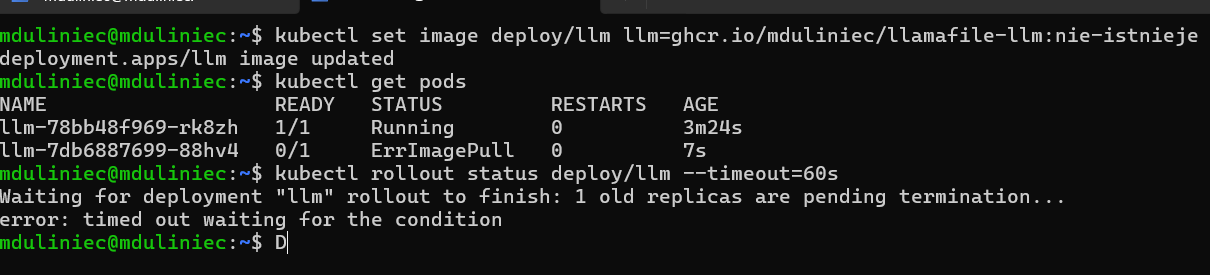 mduliniec@mduliniec:~$ kubectl set image deploy/llm llm=ghcr.io/mduliniec/llamafile-llm:nie-istnieje
deployment.apps/llm image updated
mduliniec@mduliniec:~$ kubectl get pods
NAME                   READY   STATUS         RESTARTS   AGE
llm-78bb48f969-rk8zh   1/1     Running        0          3m24s
llm-7db6887699-88hv4   0/1     ErrImagePull   0          7s
mduliniec@mduliniec:~$ kubectl rollout status deploy/llm --timeout=60s
Waiting for deployment "llm" rollout to finish: 1 old replicas are pending termination...
error: timed out waiting for the condition
mduliniec@mduliniec:~$ D